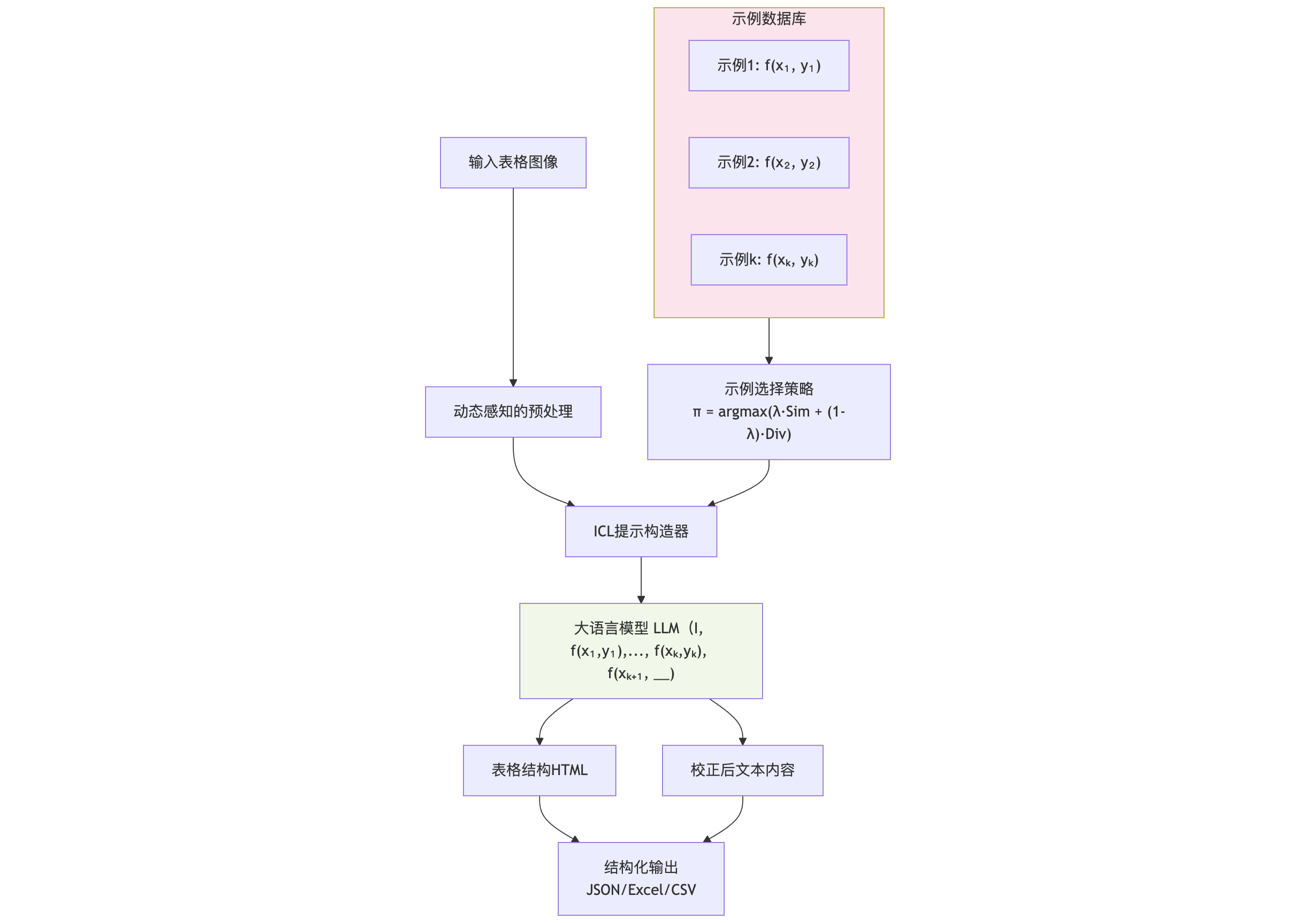 示例数据库
示例1: f(x₁, y₁)
输入表格图像
示例2: f(x₂, y₂)
示例k: f(xₖ, yₖ)
动态感知的预处理
示例选择策略
π = argmax(λ·Sim + (1-
λ)·Div)
ICL提示构造器
大语言模型 LLM（I,
f(x₁,y₁),…, f(xₖ,yₖ),
f(xₖ₊₁, __)
表格结构HTML
校正后文本内容
结构化输出
JSON/Excel/CSV